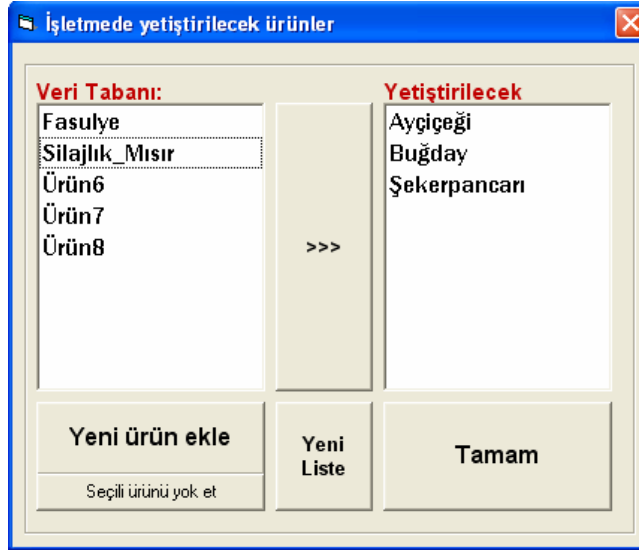 İşletmede yetiştirilecek ürünler
Veri Tabanı:
Fasulye
Silajlık_Mısır
Ürün6
Ürün7
Ürün8
>>>
Yetiştirilecek
Ayçiçeği
Buğday
Şekerpancarı
Yeni ürün ekle
Seçili ürünü yok et
Yeni
Liste
Tamam